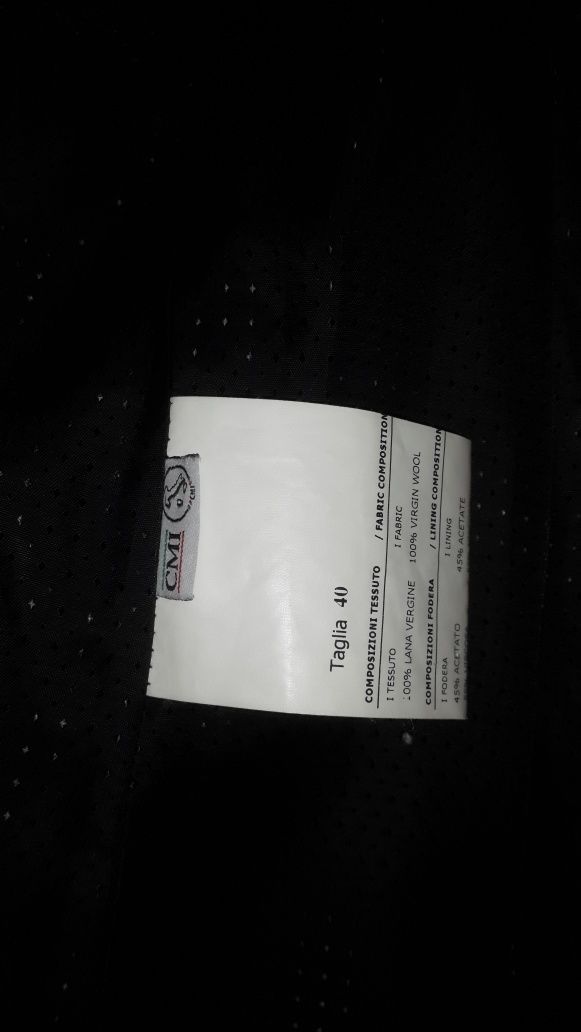 CMI
CMI
Taglia 40
COMPOSIZIONI TESSUTO / FABRIC COMPOSITION
I TESSUTO I FABRIC
100% LANA VERGINE 100% VIRGIN WOOL
COMPOSIZIONI FODERA / LINING COMPOSITION
I FODERA I LINING
45% ACETATO 45% ACETATE